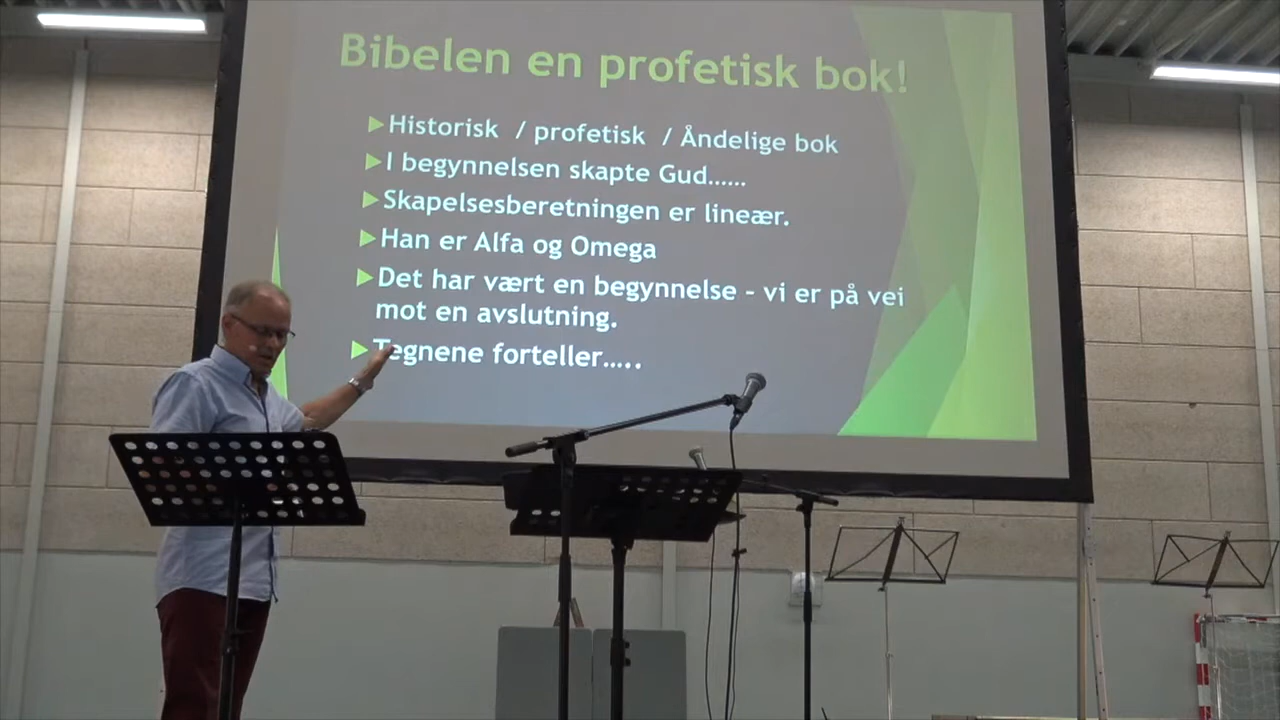 Bibelen en profetisk bok!
Historisk / profetisk / Åndelige bok
I begynnelsen skapte Gud......
Skapelsesberetningen er lineær.
Han er Alfa og Omega
Det har vært en begynnelse - vi er på vei
mot en avslutning.
Tegnene forteller.....